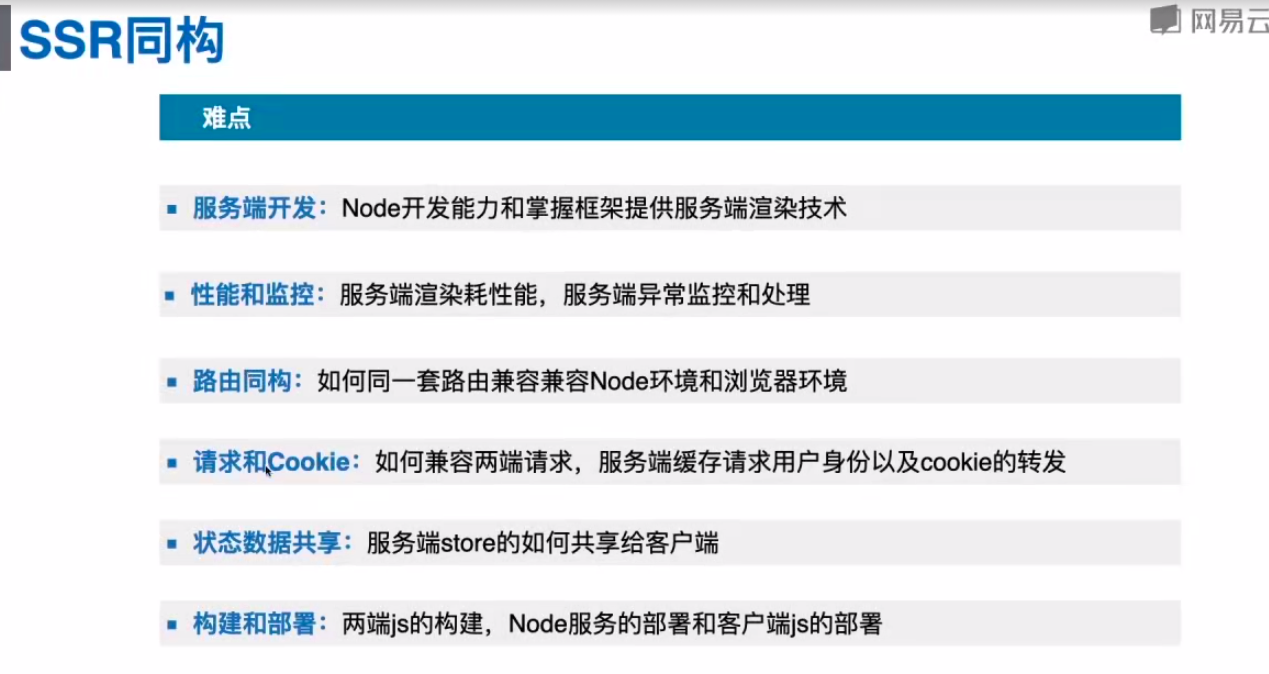 SSR同构
网易云
难点
服务端开发：Node开发能力和掌握框架提供服务端渲染技术
性能和监控：服务端渲染耗性能，服务端异常监控和处理
路由同构：如何同一套路由兼容兼容Node环境和浏览器环境
请求和Cookie：如何兼容两端请求，服务端缓存请求用户身份以及cookie的转发
状态数据共享：服务端store的如何共享给客户端
构建和部署：两端js的构建，Node服务的部署和客户端js的部署